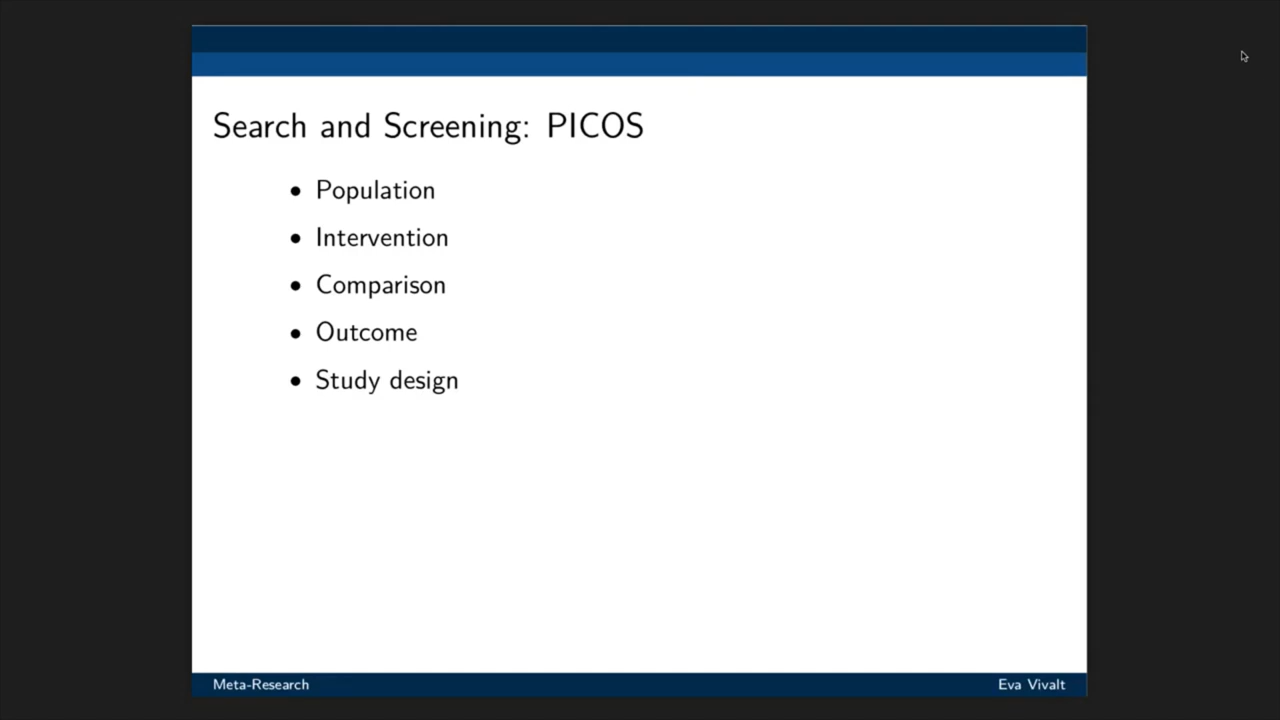 Search and Screening: PICOS
• Population
• Intervention
• Comparison
• Outcome
• Study design
Meta-Research
Eva Vivalt